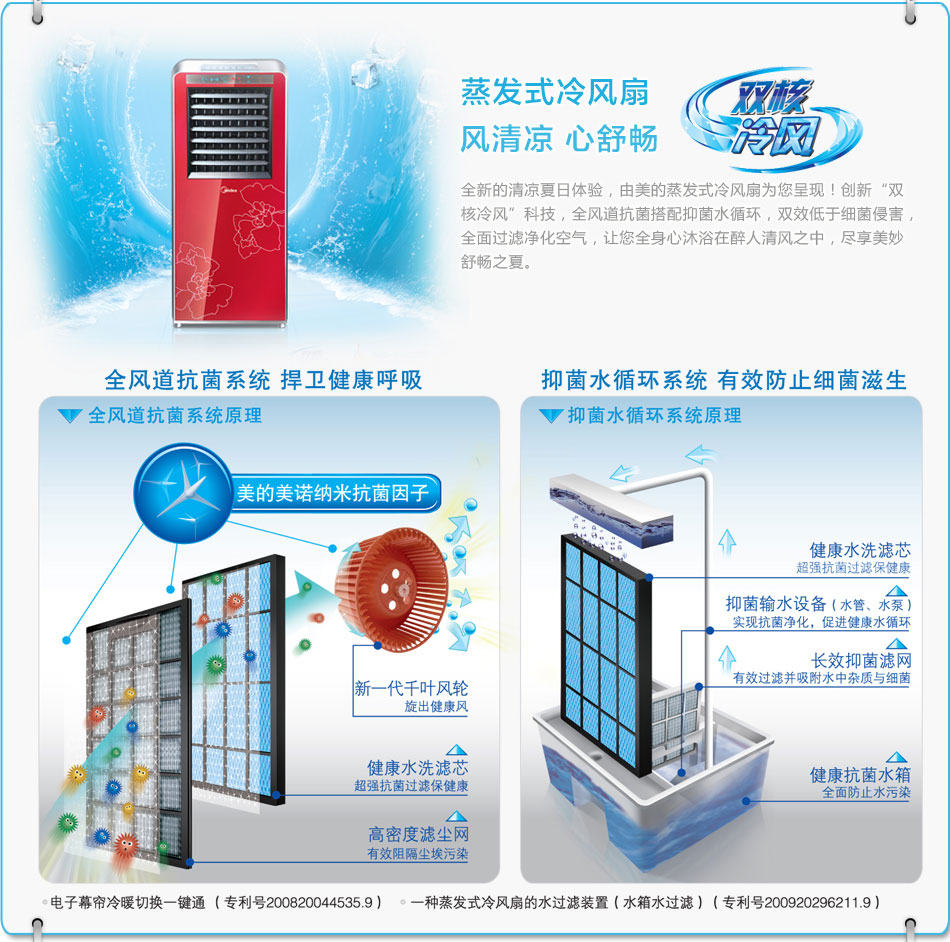 蒸发式冷风扇
风清凉 心舒畅
双核
冷风
全新的清凉夏日体验，由美的蒸发式冷风扇为您呈现！创新“双
核冷风”科技，全风道抗菌搭配抑菌水循环，双效低于细菌侵害，
全面过滤净化空气，让您全身心沐浴在醉人清风之中，尽享美妙
舒畅之夏。
Midea
全风道抗菌系统 捍卫健康呼吸
全风道抗菌系统原理
美的美诺纳米抗菌因子
新一代千叶风轮
旋出健康风
健康水洗滤芯
超强抗菌过滤保健康
高密度滤尘网
有效阻隔尘埃污染
抑菌水循环系统 有效防止细菌滋生
抑菌水循环系统原理
健康水洗滤芯
超强抗菌过滤保健康
抑菌输水设备（水管、水泵）
实现抗菌净化，促进健康水循环
长效抑菌滤网
有效过滤并吸附水中杂质与细菌
健康抗菌水箱
全面防止水污染
◦电子幕帘冷暖切换一键通 （专利号200820044535.9） ◦一种蒸发式冷风扇的水过滤装置（水箱水过滤）（专利号200920296211.9）